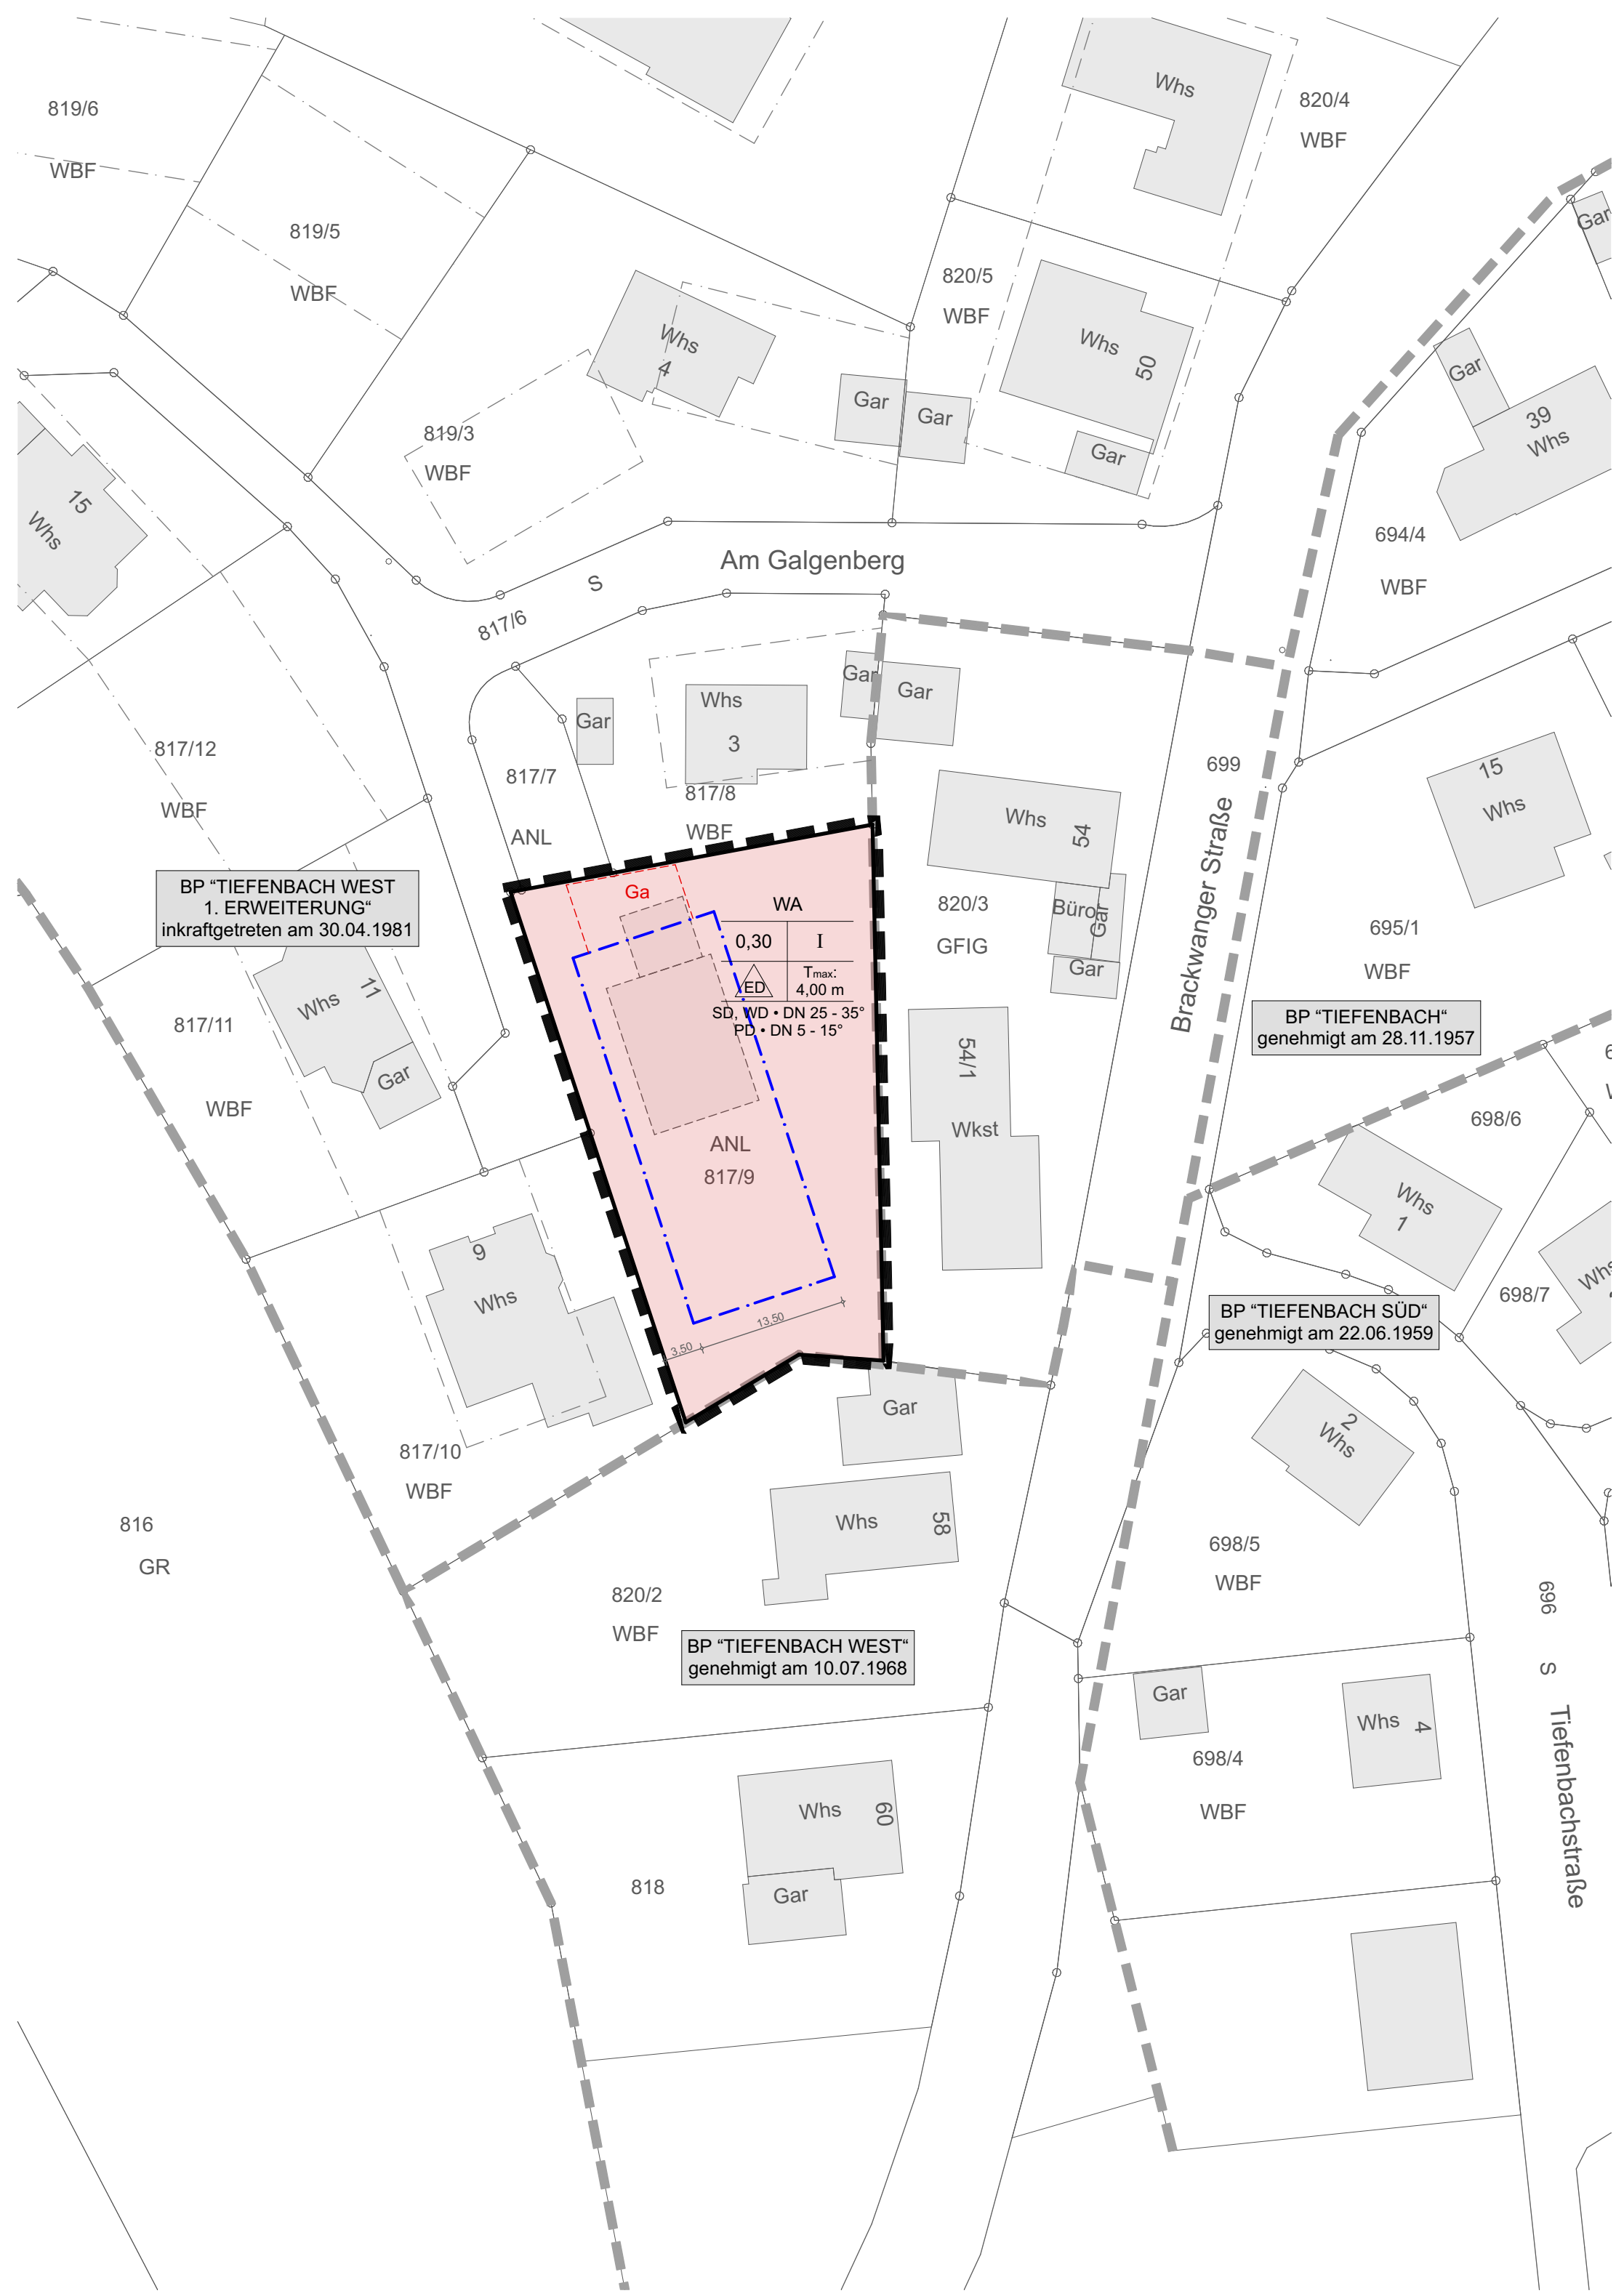 819/6
WBF
819/5
WBF
Whs
820/4
WBF
Gar
820/5
WBF
Whs
4
Whs
50
Gar
Gar
Gar
Gar
39
Whs
819/3
WBF
15
Whs
694/4
WBF
Am Galgenberg
S
817/6
Gar
Whs
3
Gar
Gar
817/12
WBF
817/7
ANL
817/8
WBF
699
Brackwanger Straße
Whs
54
15
Whs
BP “TIEFENBACH WEST
1. ERWEITERUNG“
inkraftgetreten am 30.04.1981
Ga
WA
0,30
I
ED
Tmax:
4,00 m
SD, WD • DN 25 - 35°
PD • DN 5 - 15°
820/3
GFIG
Büro
Gar
Gar
695/1
WBF
BP “TIEFENBACH“
genehmigt am 28.11.1957
Whs
11
Gar
817/11
WBF
54/1
Wkst
ANL
817/9
698/6
Whs
1
9
Whs
3,50
13,50
698/7
Whs
BP “TIEFENBACH SÜD“
genehmigt am 22.06.1959
817/10
WBF
Gar
2
Whs
816
GR
Whs
58
820/2
WBF
698/5
WBF
696
S
Tiefenbachstraße
BP “TIEFENBACH WEST“
genehmigt am 10.07.1968
Gar
Whs
4
698/4
WBF
Whs
60
Gar
818